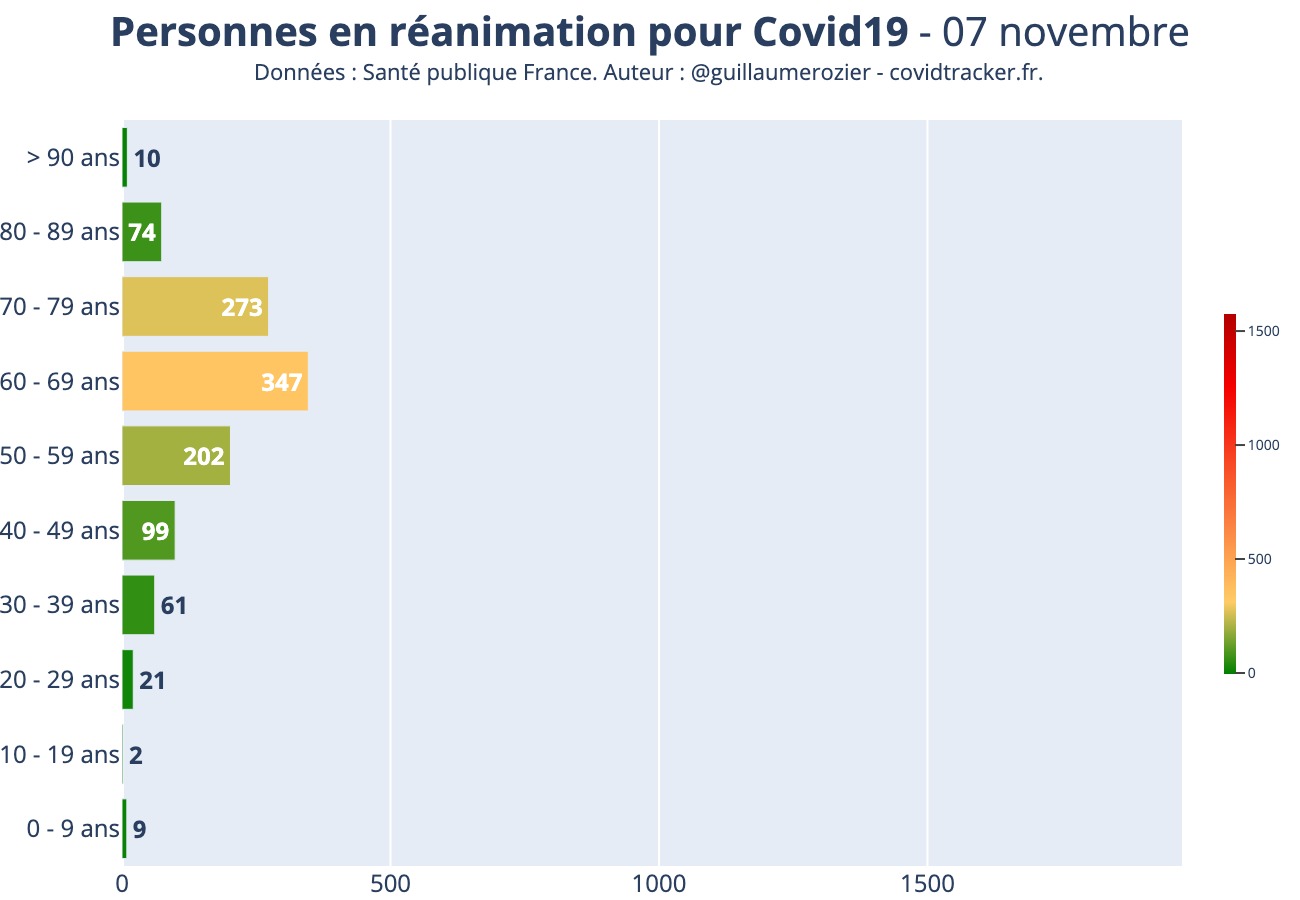 Personnes en réanimation pour Covid19 - 07 novembre
Données : Santé publique France. Auteur : @guillaumerozier - covidtracker.fr.
> 90 ans 10
80 - 89 ans 74
70 - 79 ans 273
60 - 69 ans 347
50 - 59 ans 202
40 - 49 ans 99
30 - 39 ans 61
20 - 29 ans 21
10 - 19 ans 2
0 - 9 ans 9
0 500 1000 1500
1500
1000
500
0